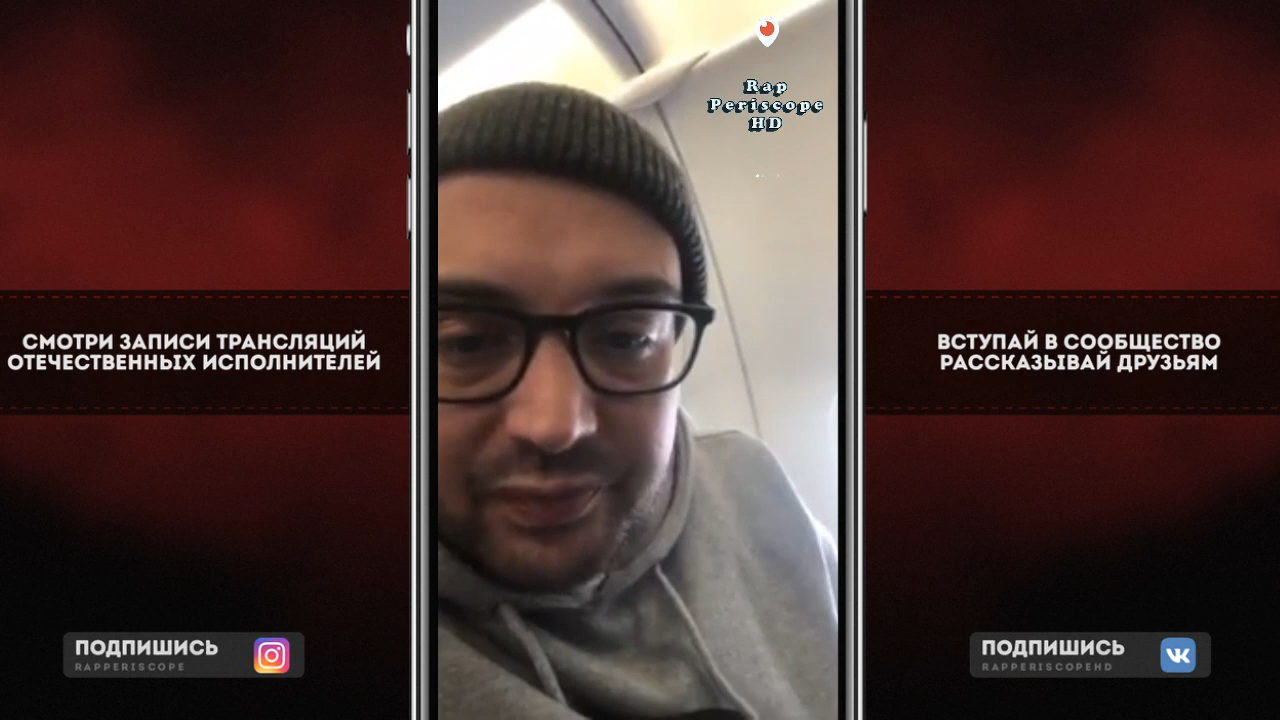 Rap
Periscope
HD
СМОТРИ ЗАПИСИ ТРАНСЛЯЦИЙ
ОТЕЧЕСТВЕННЫХ ИСПОЛНИТЕЛЕЙ
ВСТУПАЙ В СООБЩЕСТВО
РАССКАЗЫВАЙ ДРУЗЬЯМ
ПОДПИШИСЬ
RAPPERISCOPE
ПОДПИШИСЬ
RAPPERISCOPEHD